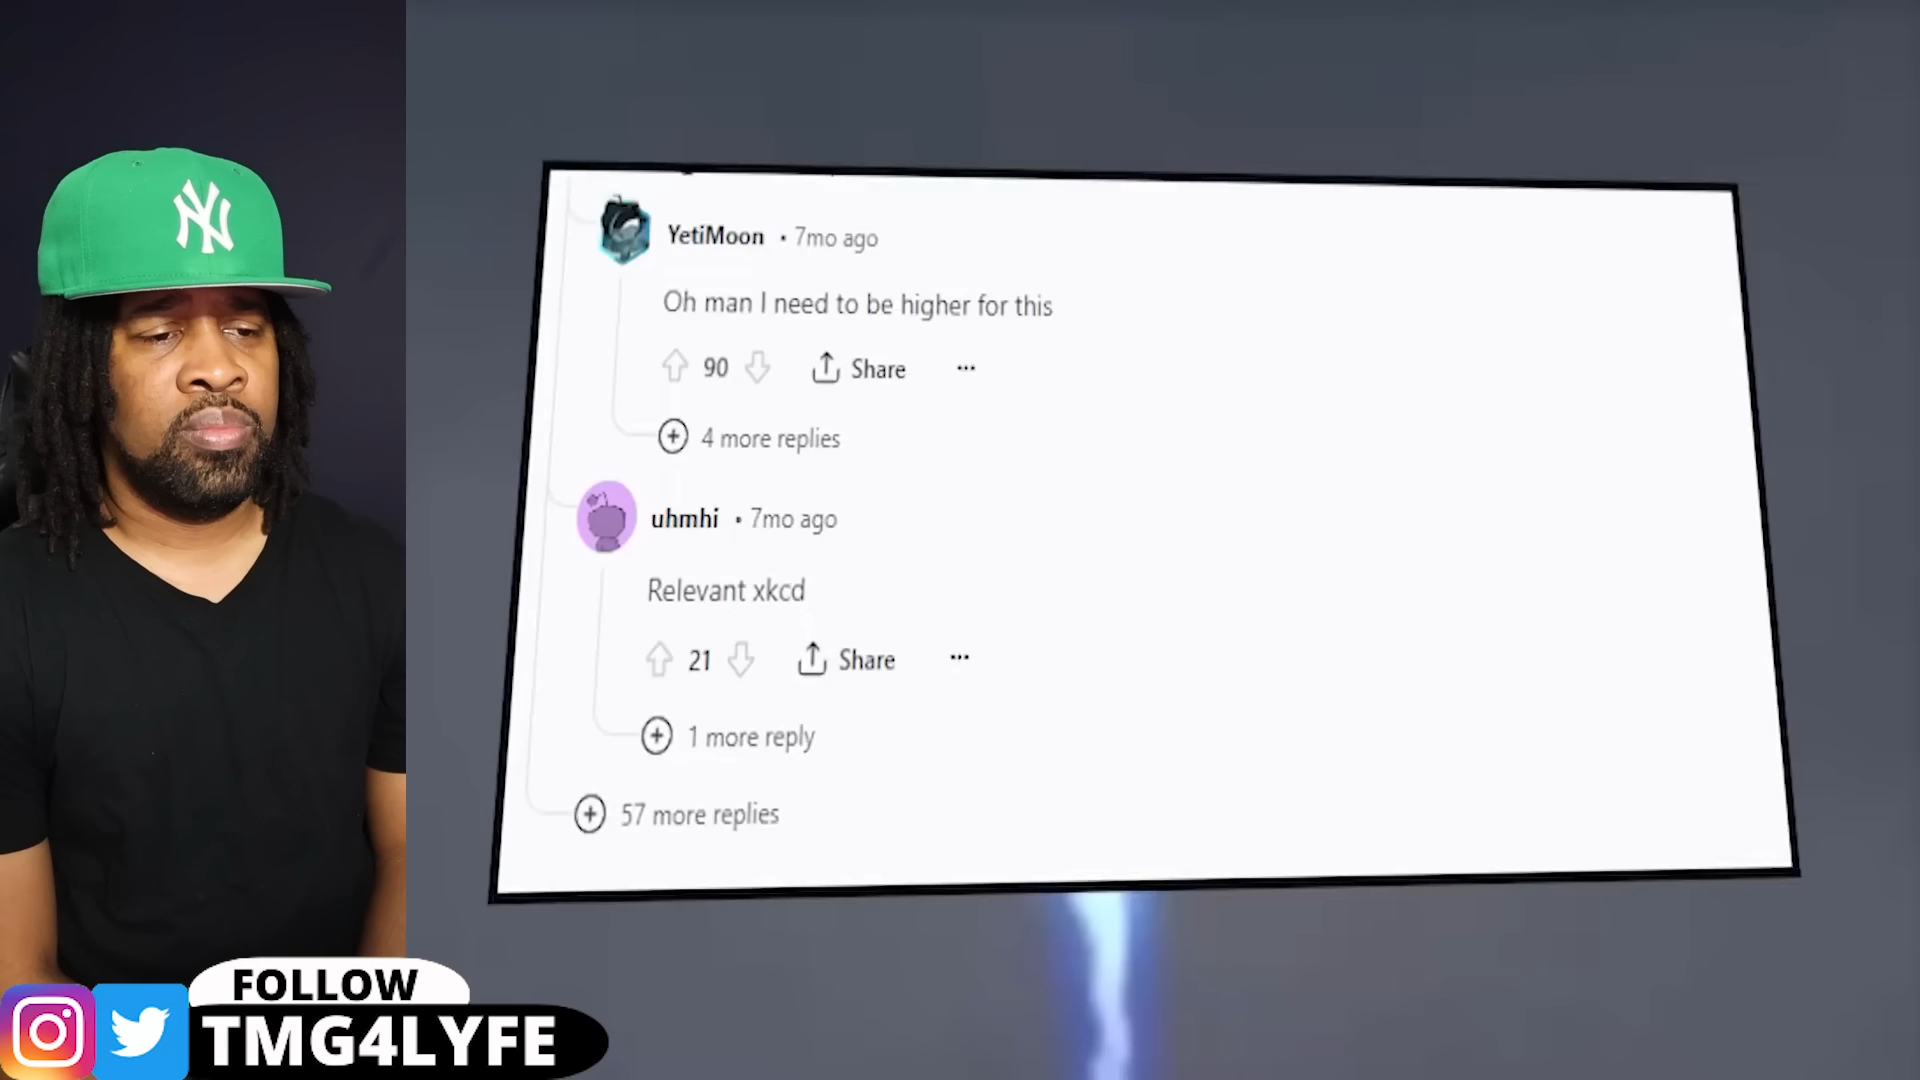 NY
YetiMoon • 7mo ago
Oh man I need to be higher for this
90 Share ...
4 more replies
uhmhi • 7mo ago
Relevant xkcd
21 Share ...
1 more reply
57 more replies
FOLLOW
TMG4LYFE